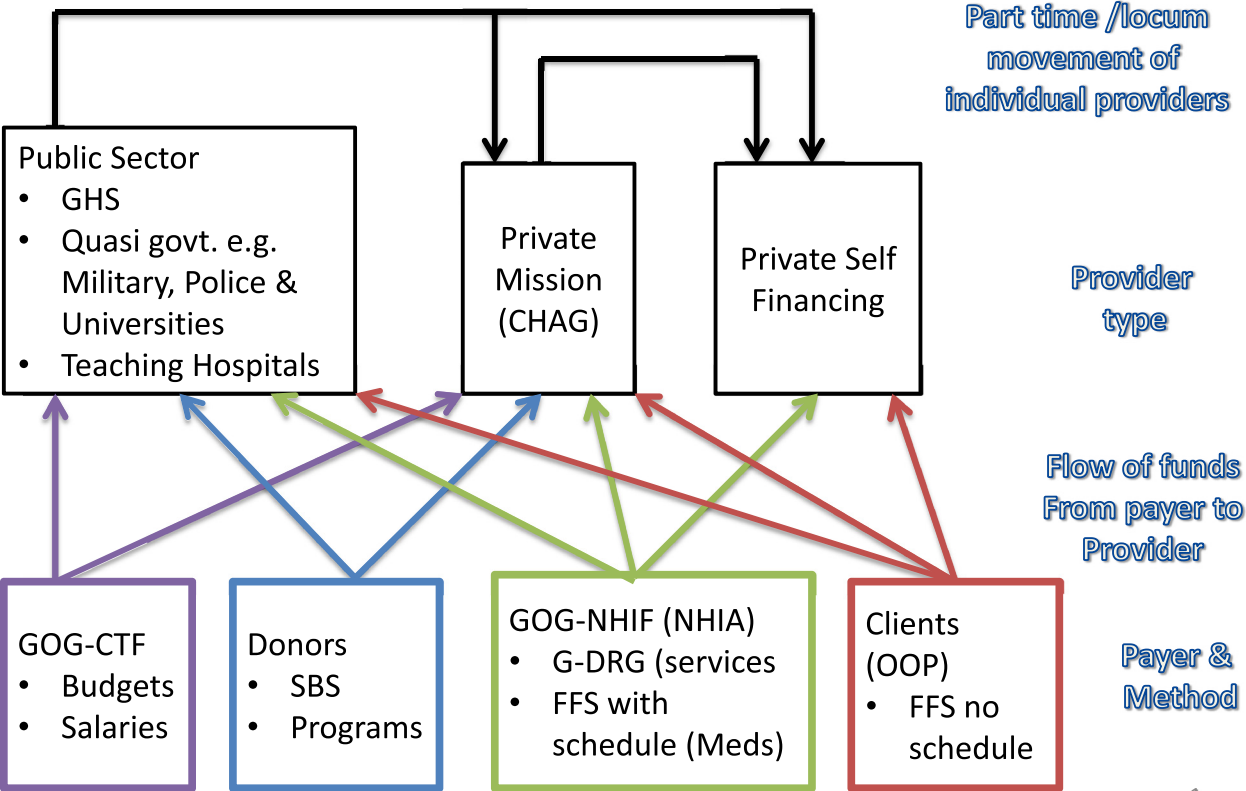 Part time /locum
movement of
individual providers
Public Sector
• GHS
• Quasi govt. e.g.
Military, Police &
Universities
• Teaching Hospitals
Private
Mission
(CHAG)
Private Self
Financing
Provider
type
Flow of funds
From payer to
Provider
GOG-CTF
• Budgets
• Salaries
Donors
• SBS
• Programs
GOG-NHIF (NHIA)
• G-DRG (services
• FFS with
schedule (Meds)
Clients
(OOP)
• FFS no
schedule
Payer &
Method